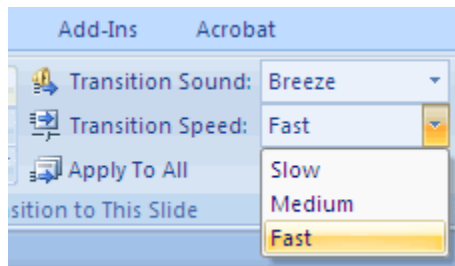 Add-Ins Acrobat
Transition Sound: Breeze
Transition Speed: Fast
Apply To All
Slow
sition to This Slide
Medium
Fast